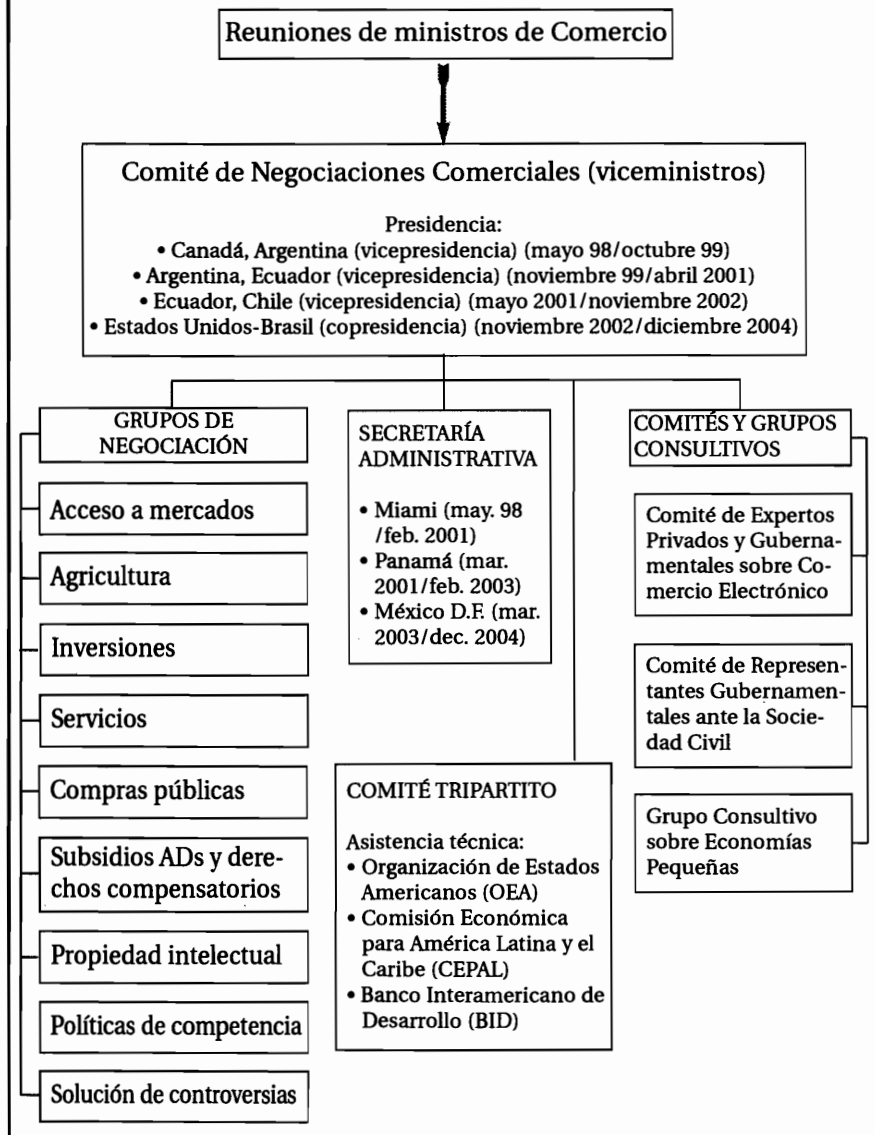 Reuniones de ministros de Comercio
Comité de Negociaciones Comerciales (viceministros)
Presidencia:
• Canadá, Argentina (vicepresidencia) (mayo 98/octubre 99)
• Argentina, Ecuador (vicepresidencia) (noviembre 99/abril 2001)
• Ecuador, Chile (vicepresidencia) (mayo 2001/noviembre 2002)
• Estados Unidos-Brasil (copresidencia) (noviembre 2002/diciembre 2004)
GRUPOS DE
NEGOCIACIÓN
Acceso a mercados
Agricultura
Inversiones
Servicios
Compras públicas
Subsidios ADs y dere-
chos compensatorios
Propiedad intelectual
Políticas de competencia
Solución de controversias
SECRETARÍA
ADMINISTRATIVA
• Miami (may. 98
/feb. 2001)
• Panamá (mar.
2001/feb. 2003)
• México D.F. (mar.
2003/dec. 2004)
COMITÉ TRIPARTITO
Asistencia técnica:
• Organización de Estados
Americanos (OEA)
• Comisión Económica
para América Latina y el
Caribe (CEPAL)
• Banco Interamericano de
Desarrollo (BID)
COMITÉS Y GRUPOS
CONSULTIVOS
Comité de Expertos
Privados y Guberna-
mentales sobre Co-
mercio Electrónico
Comité de Represen-
tantes Gubernamen-
tales ante la Socie-
dad Civil
Grupo Consultivo
sobre Economías
Pequeñas